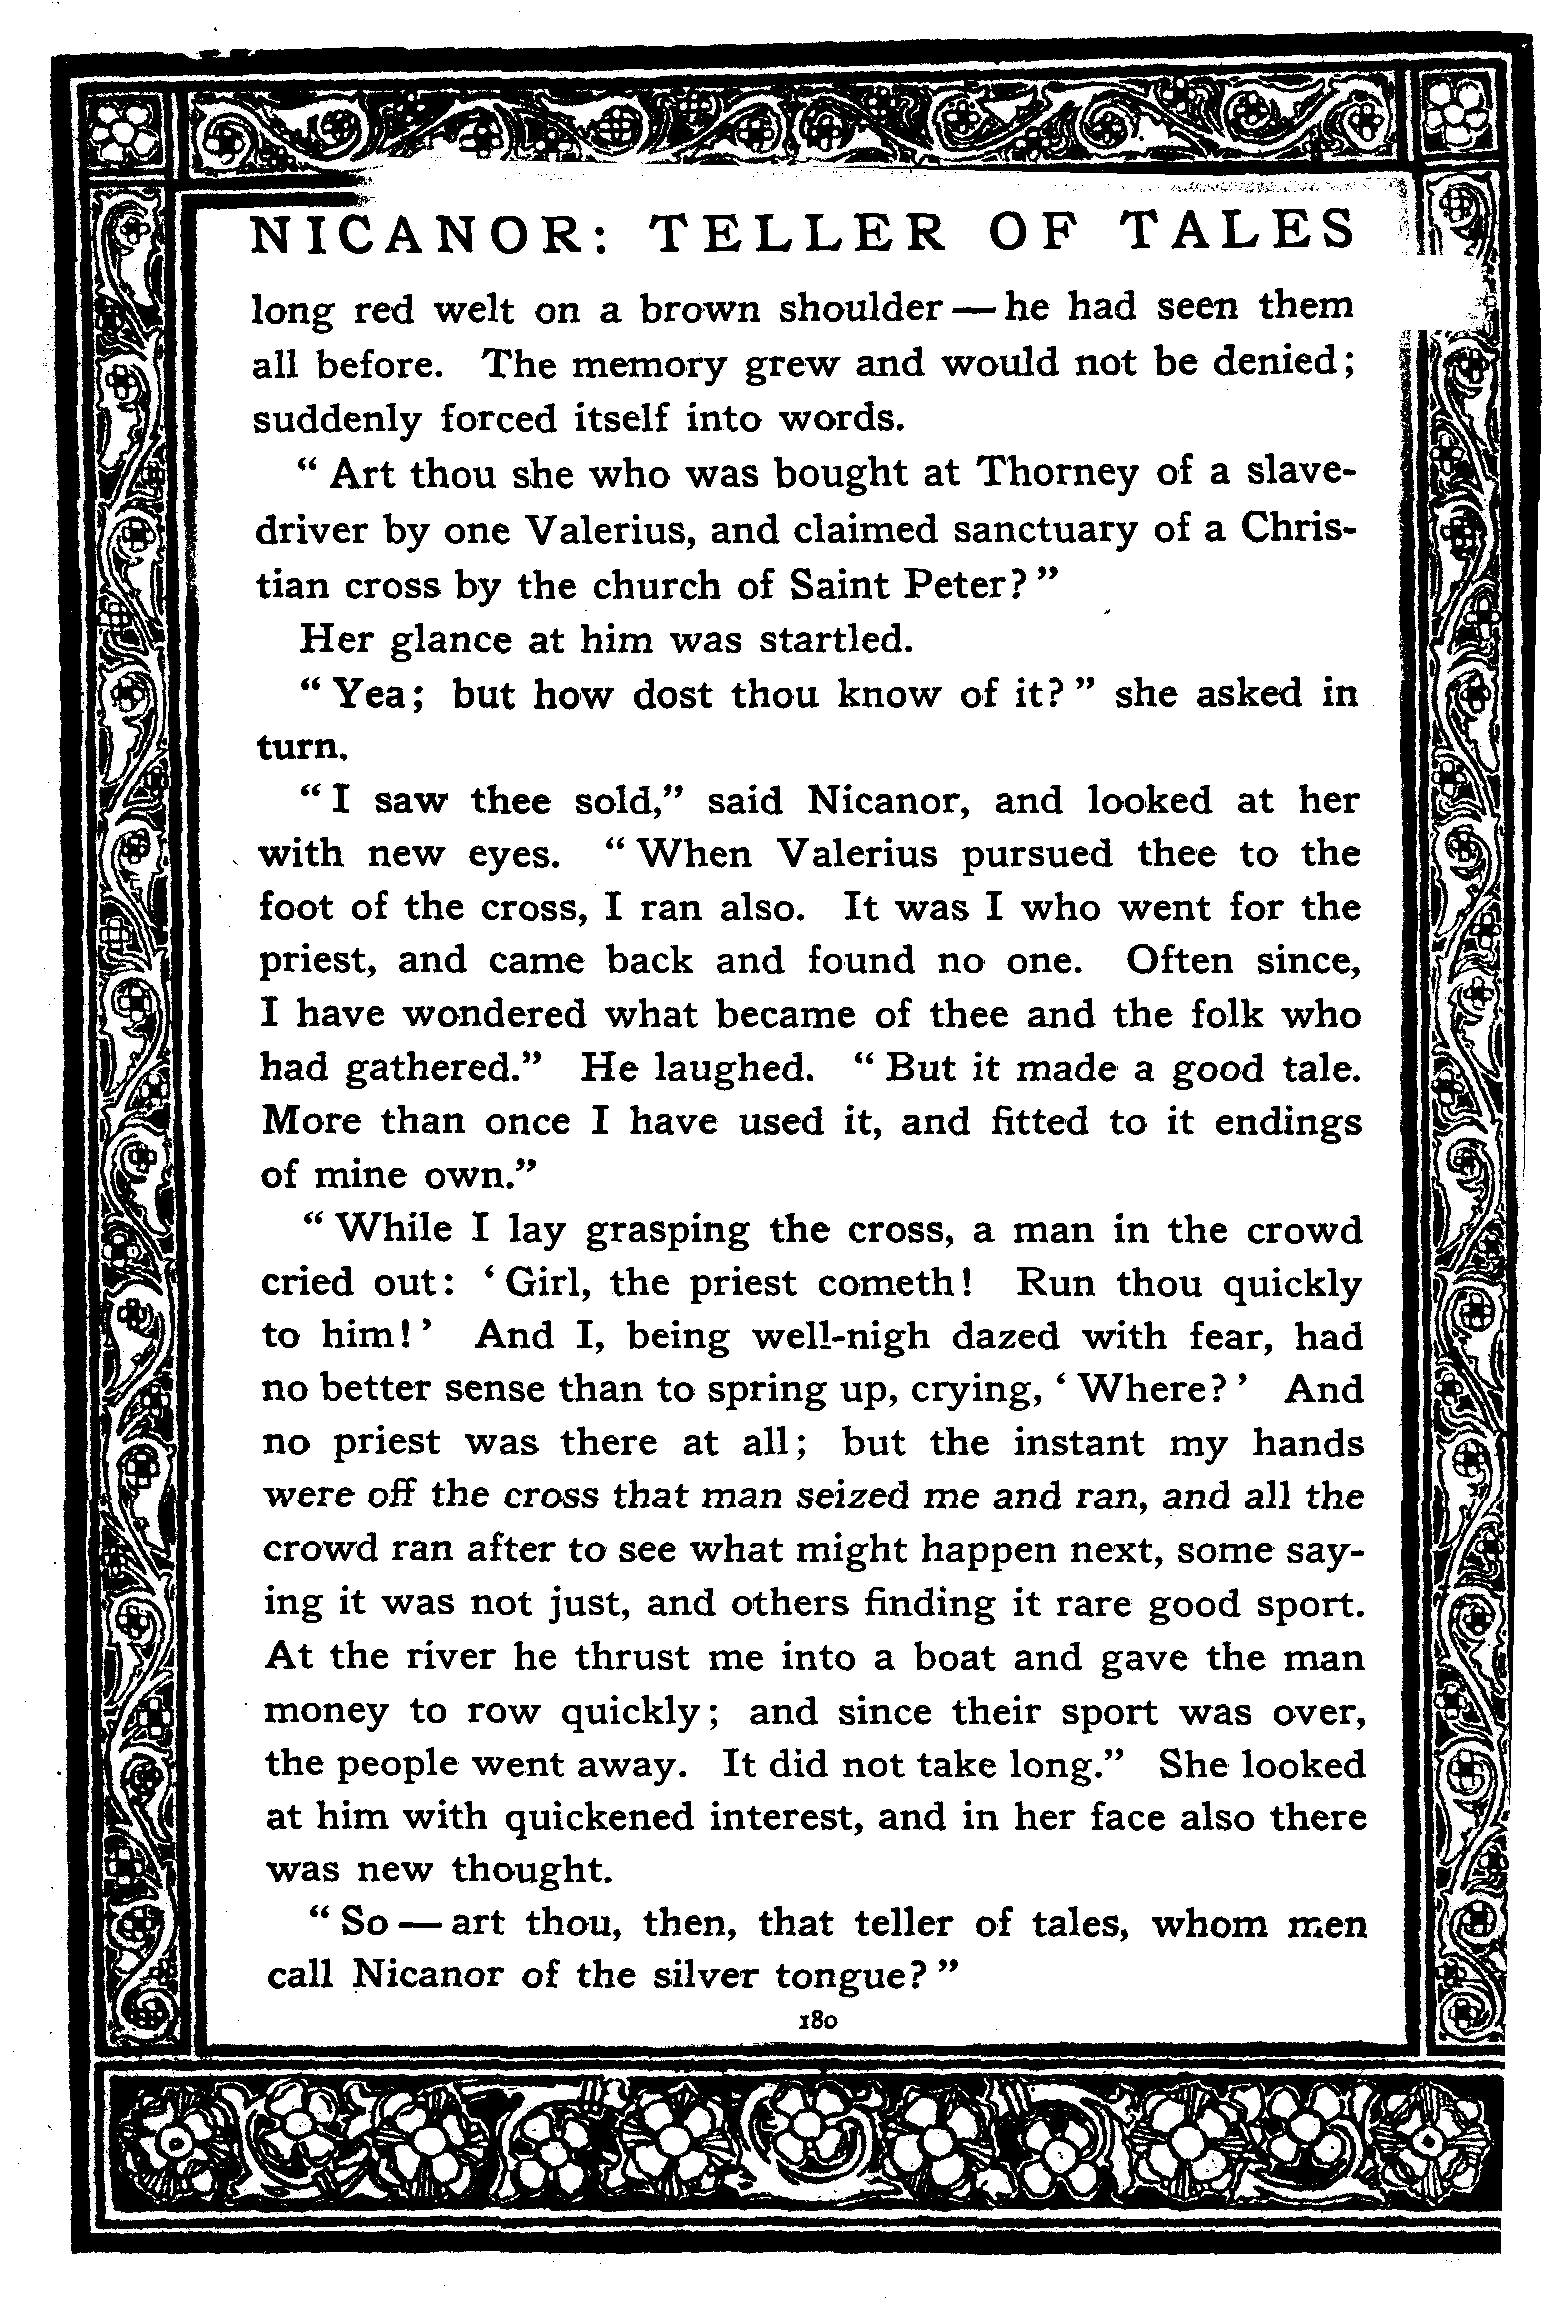 NICANOR: TELLER OF TALES
long red welt on a brown shoulder — he had seen them
all before. The memory grew and would not be denied;
suddenly forced itself into words.
“ Art thou she who was bought at Thorney of a slave-
driver by one Valerius, and claimed sanctuary of a Chris-
tian cross by the church of Saint Peter? ”
Her glance at him was startled.
“ Yea; but how dost thou know of it? ” she asked in
turn.
“ I saw thee sold,” said Nicanor, and looked at her
with new eyes. “ When Valerius pursued thee to the
foot of the cross, I ran also. It was I who went for the
priest, and came back and found no one. Often since,
I have wondered what became of thee and the folk who
had gathered.” He laughed. “ But it made a good tale.
More than once I have used it, and fitted to it endings
of mine own.”
“ While I lay grasping the cross, a man in the crowd
cried out: ‘ Girl, the priest cometh! Run thou quickly
to him! ’ And I, being well-nigh dazed with fear, had
no better sense than to spring up, crying, ‘ Where? ’ And
no priest was there at all; but the instant my hands
were off the cross that man seized me and ran, and all the
crowd ran after to see what might happen next, some say-
ing it was not just, and others finding it rare good sport.
At the river he thrust me into a boat and gave the man
money to row quickly; and since their sport was over,
the people went away. It did not take long.” She looked
at him with quickened interest, and in her face also there
was new thought.
“ So — art thou, then, that teller of tales, whom men
call Nicanor of the silver tongue? ”
180